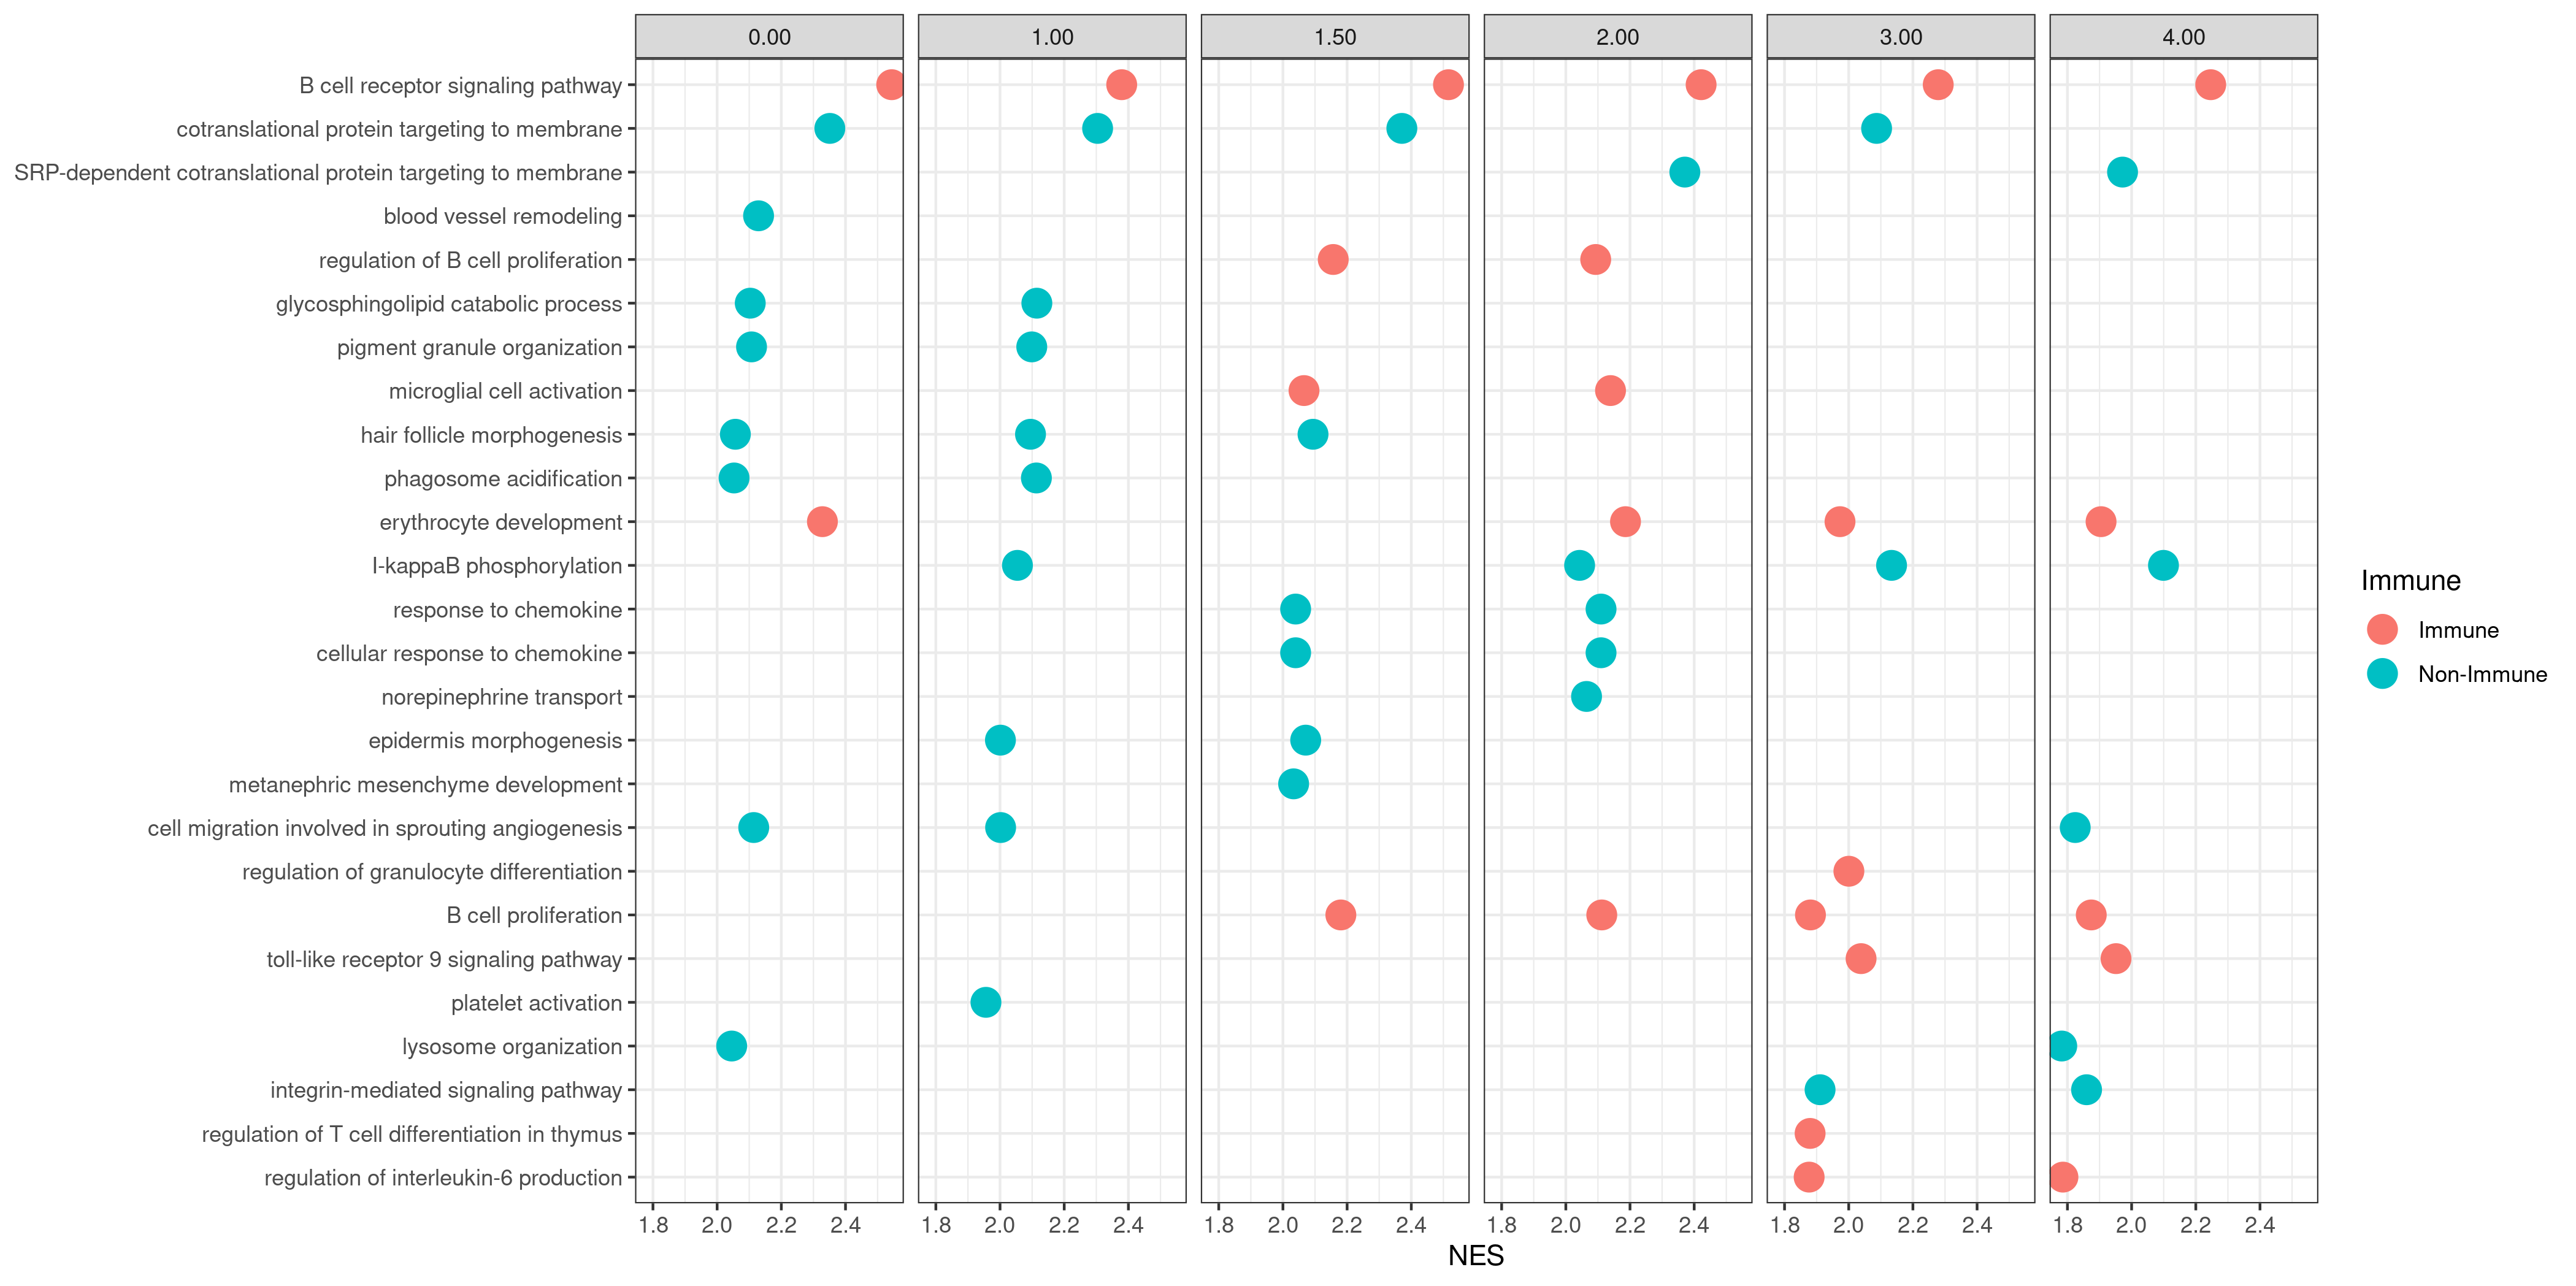 0.00 1.00 1.50 2.00 3.00 4.00
B cell receptor signaling pathway
cotranslational protein targeting to membrane
SRP-dependent cotranslational protein targeting to membrane
blood vessel remodeling
regulation of B cell proliferation
glycosphingolipid catabolic process
pigment granule organization
microglial cell activation
hair follicle morphogenesis
phagosome acidification
erythrocyte development
I-kappaB phosphorylation
response to chemokine
cellular response to chemokine
norepinephrine transport
epidermis morphogenesis
metanephric mesenchyme development
cell migration involved in sprouting angiogenesis
regulation of granulocyte differentiation
B cell proliferation
toll-like receptor 9 signaling pathway
platelet activation
lysosome organization
integrin-mediated signaling pathway
regulation of T cell differentiation in thymus
regulation of interleukin-6 production
1.8 2.0 2.2 2.4 1.8 2.0 2.2 2.4 1.8 2.0 2.2 2.4 1.8 2.0 2.2 2.4 1.8 2.0 2.2 2.4 1.8 2.0 2.2 2.4
NES
Immune
Immune
Non-Immune